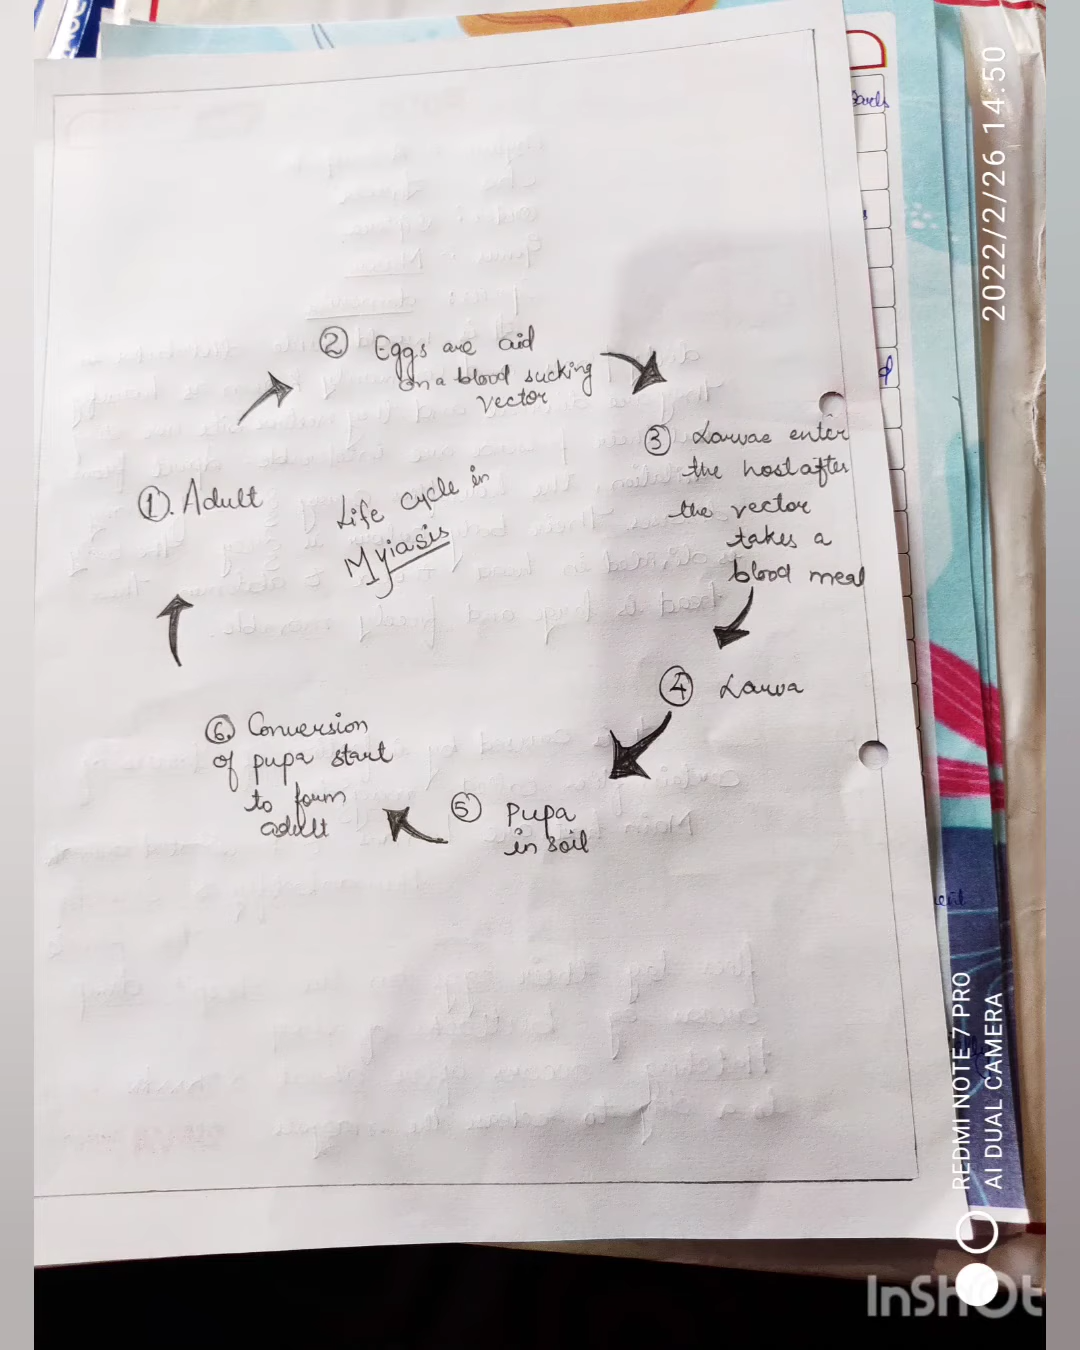 ② Eggs are aid
on a blood sucking
vector
③ Larvae enter
the host after
the vector
takes a
blood meal
①. Adult
Life cycle in
Myiasis
④ Larva
⑥. Conversion
of pupa start
to form
adult
⑤ Pupa
in soil
2022/2/26 14:50
REDMI NOTE 7 PRO
AI DUAL CAMERA
InShOt